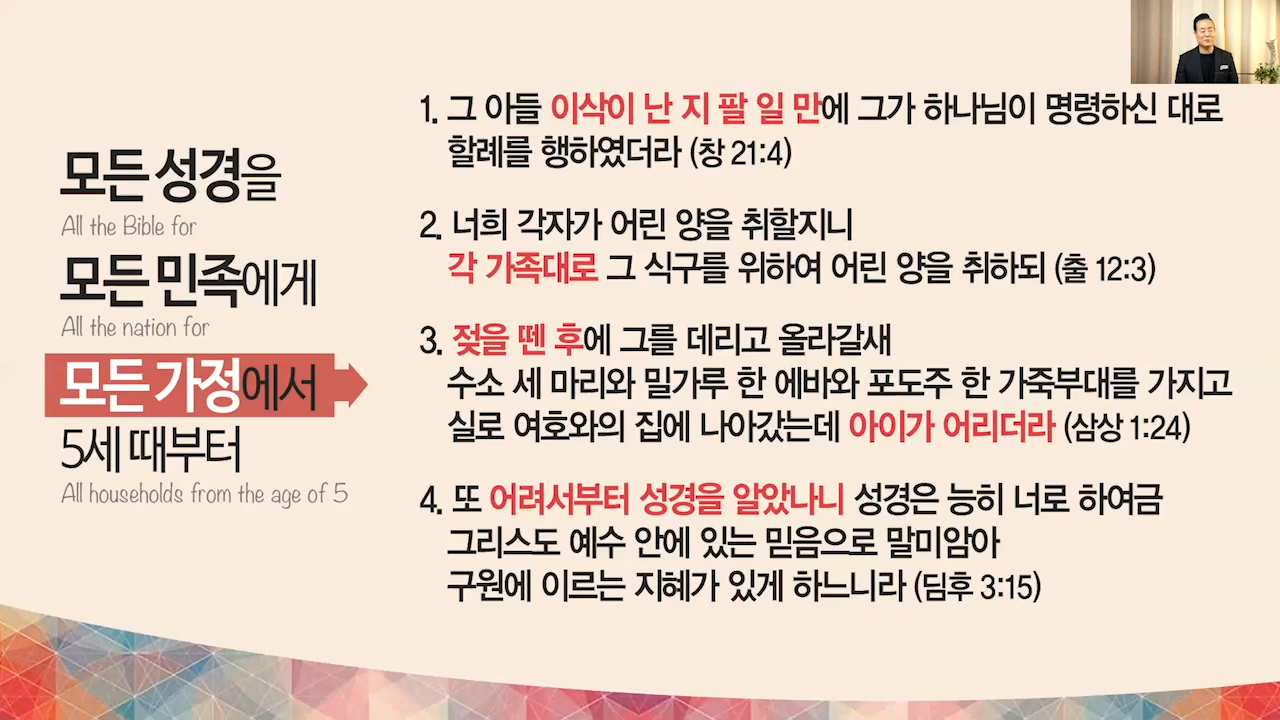 모든 성경을
All the Bible for
모든 민족에게
All the nation for
모든 가정에서
5세 때부터
All households from the age of 5
1. 그 아들 이삭이 난 지 팔 일 만에 그가 하나님이 명령하신 대로
할례를 행하였더라 (창 21:4)
2. 너희 각자가 어린 양을 취할지니
각 가족대로 그 식구를 위하여 어린 양을 취하되 (출 12:3)
3. 젖을 뗀 후에 그를 데리고 올라갈새
수소 세 마리와 밀가루 한 에바와 포도주 한 가죽부대를 가지고
실로 여호와의 집에 나아갔는데 아이가 어리더라 (삼상 1:24)
4. 또 어려서부터 성경을 알았나니 성경은 능히 너로 하여금
그리스도 예수 안에 있는 믿음으로 말미암아
구원에 이르는 지혜가 있게 하느니라 (딤후 3:15)